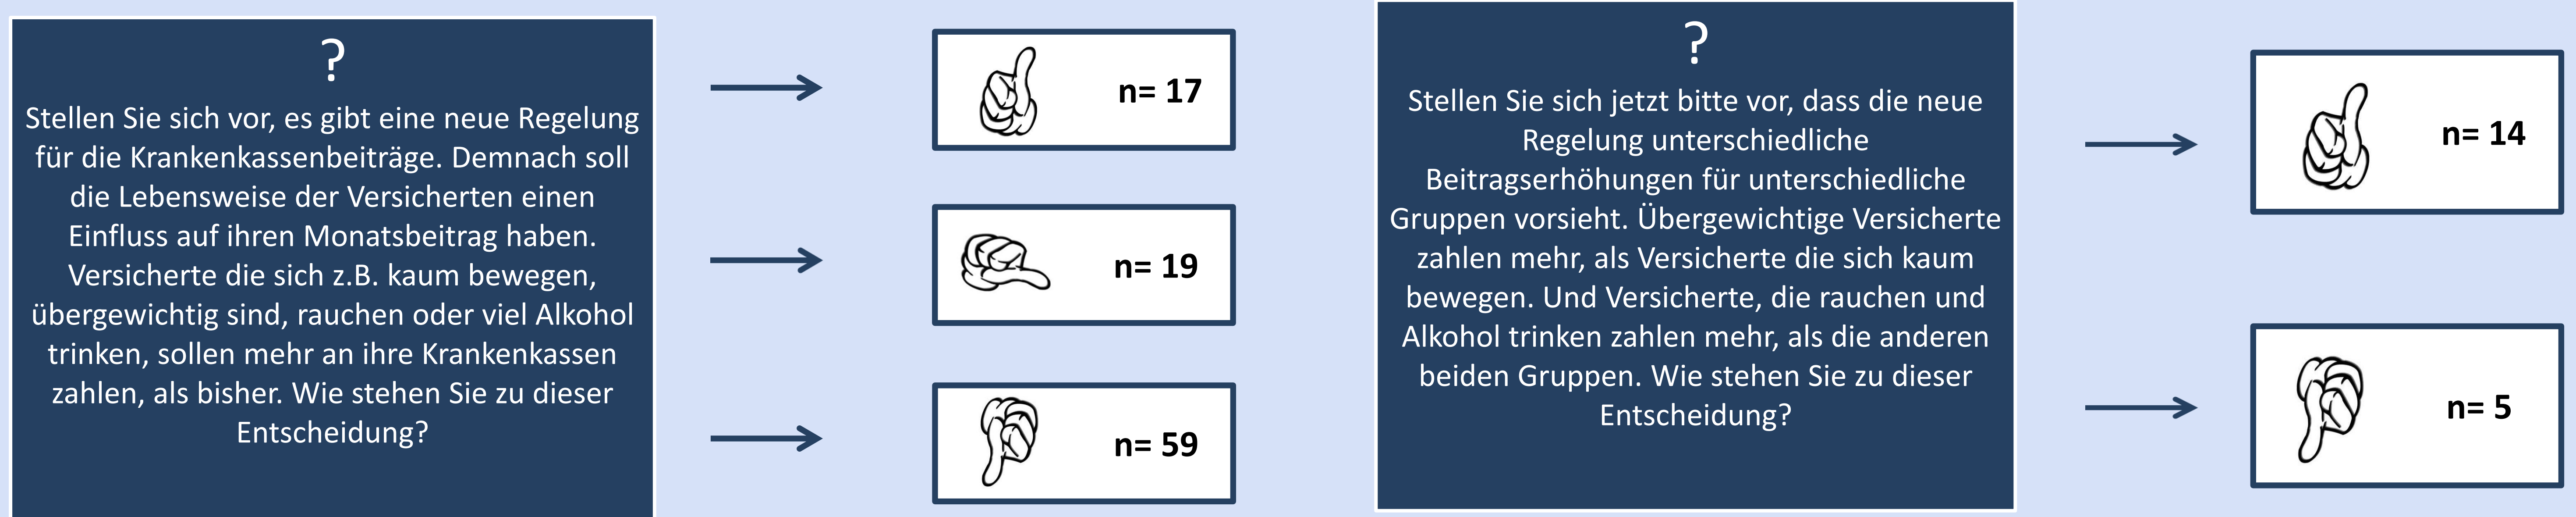 ?
Stellen Sie sich vor, es gibt eine neue Regelung
für die Krankenkassenbeiträge. Demnach soll
die Lebensweise der Versicherten einen
Einfluss auf ihren Monatsbeitrag haben.
Versicherte die sich z.B. kaum bewegen,
übergewichtig sind, rauchen oder viel Alkohol
trinken, sollen mehr an ihre Krankenkassen
zahlen, als bisher. Wie stehen Sie zu dieser
Entscheidung?
n= 17
n= 19
n= 59
?
Stellen Sie sich jetzt bitte vor, dass die neue
Regelung unterschiedliche
Beitragserhöhungen für unterschiedliche
Gruppen vorsieht. Übergewichtige Versicherte
zahlen mehr, als Versicherte die sich kaum
bewegen. Und Versicherte, die rauchen und
Alkohol trinken zahlen mehr, als die anderen
beiden Gruppen. Wie stehen Sie zu dieser
Entscheidung?
n= 14
n= 5